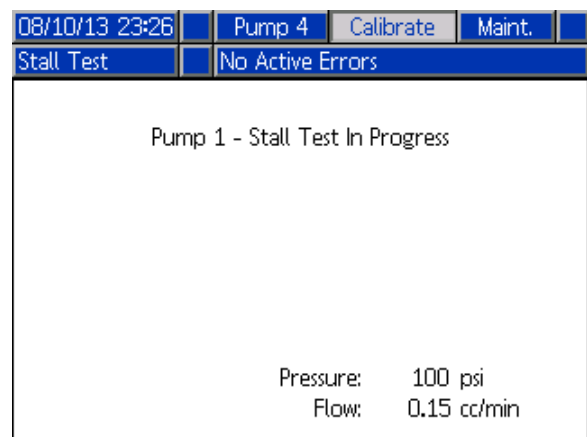 08/10/13 23:26 Pump 4 Calibrate Maint.
Stall Test No Active Errors
Pump 1 - Stall Test In Progress
Pressure: 100 psi
Flow: 0.15 cc/min